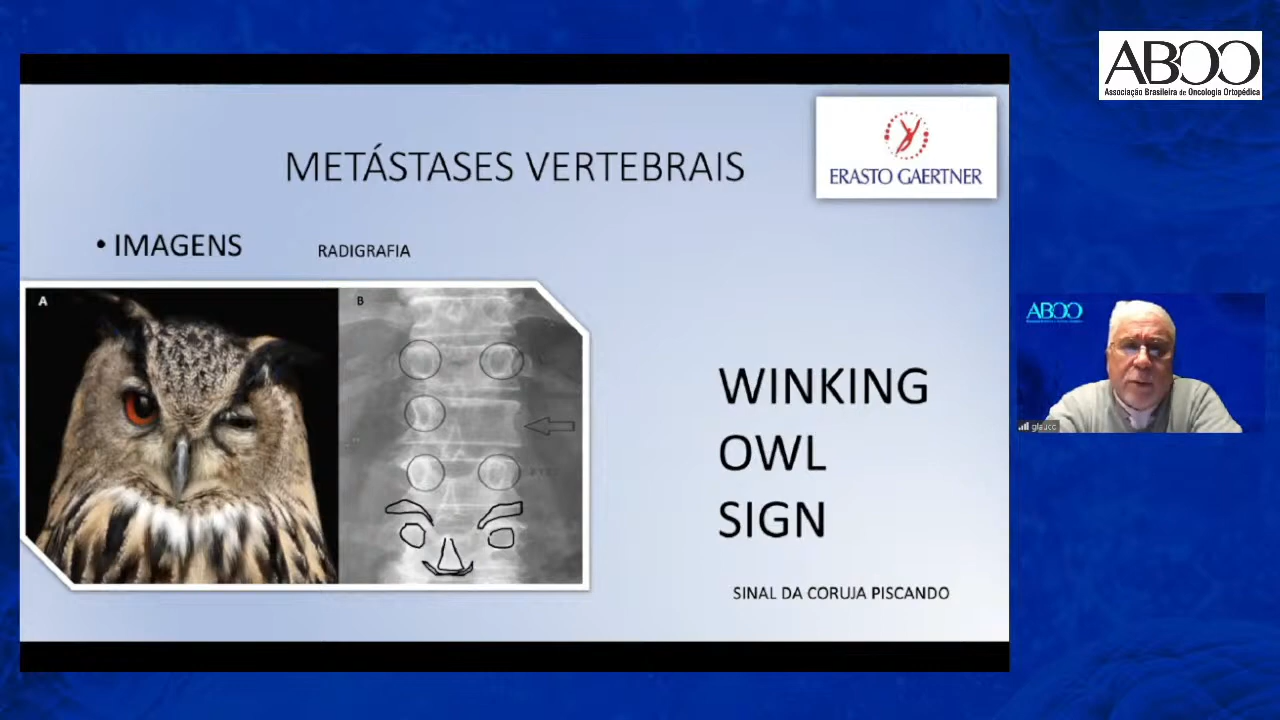 ABOO
Associação Brasileira de Oncologia Ortopédica
ERASTO GAERTNER
METÁSTASES VERTEBRAIS
• IMAGENS
RADIGRAFIA
A
B
WINKING
OWL
SIGN
SINAL DA CORUJA PISCANDO
ABOO
glauco